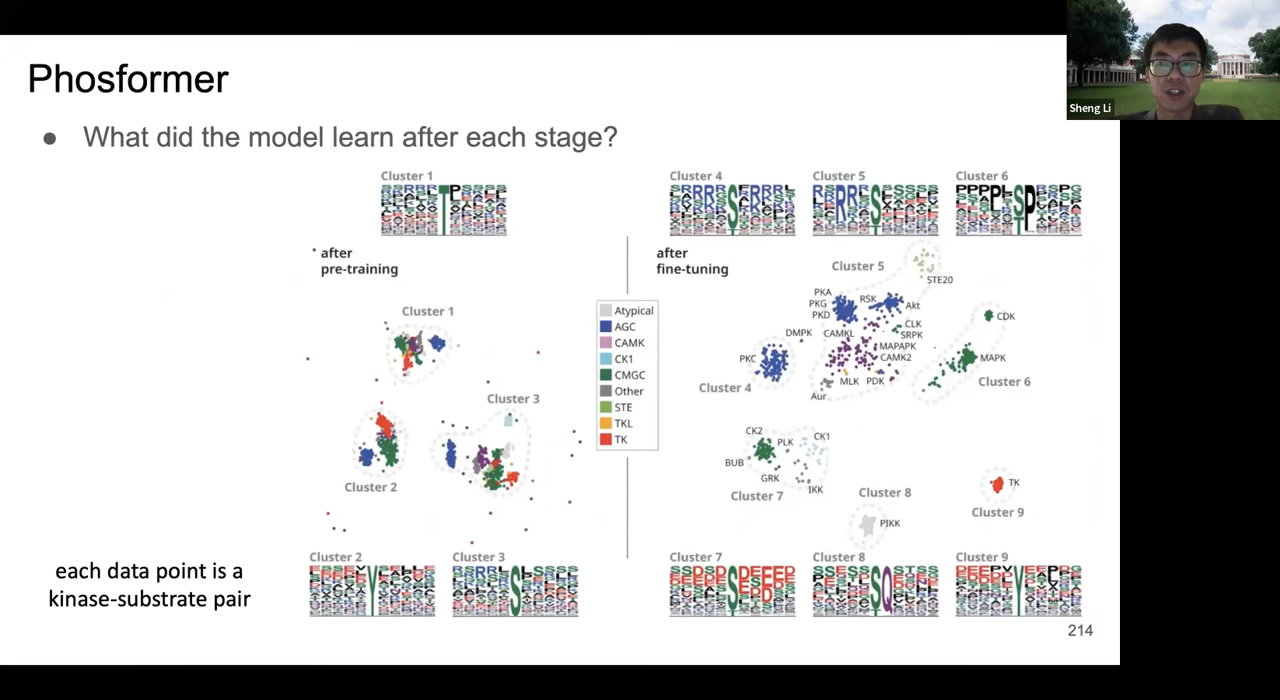 Phosformer
Sheng Li
● What did the model learn after each stage?
Cluster 1
Cluster 4
Cluster 5
Cluster 6
after
pre-training
after
fine-tuning
Cluster 5
STE20
PKA
PKG
PKD
RSK
Akt
CDK
Cluster 1
Atypical
AGC
CAMK
CK1
CMGC
Other
STE
TKL
TK
DMPK
CAMKL
CLK
SRPK
MAPAPK
CAMK2
PKC
MAPK
MLK
PDK
Cluster 4
Cluster 6
Aur
Cluster 3
CK2
PLK
CK1
BUB
GRK
IKK
Cluster 2
Cluster 7
Cluster 8
TK
Cluster 9
PIKK
Cluster 2
Cluster 3
Cluster 7
Cluster 8
Cluster 9
each data point is a
kinase-substrate pair
214